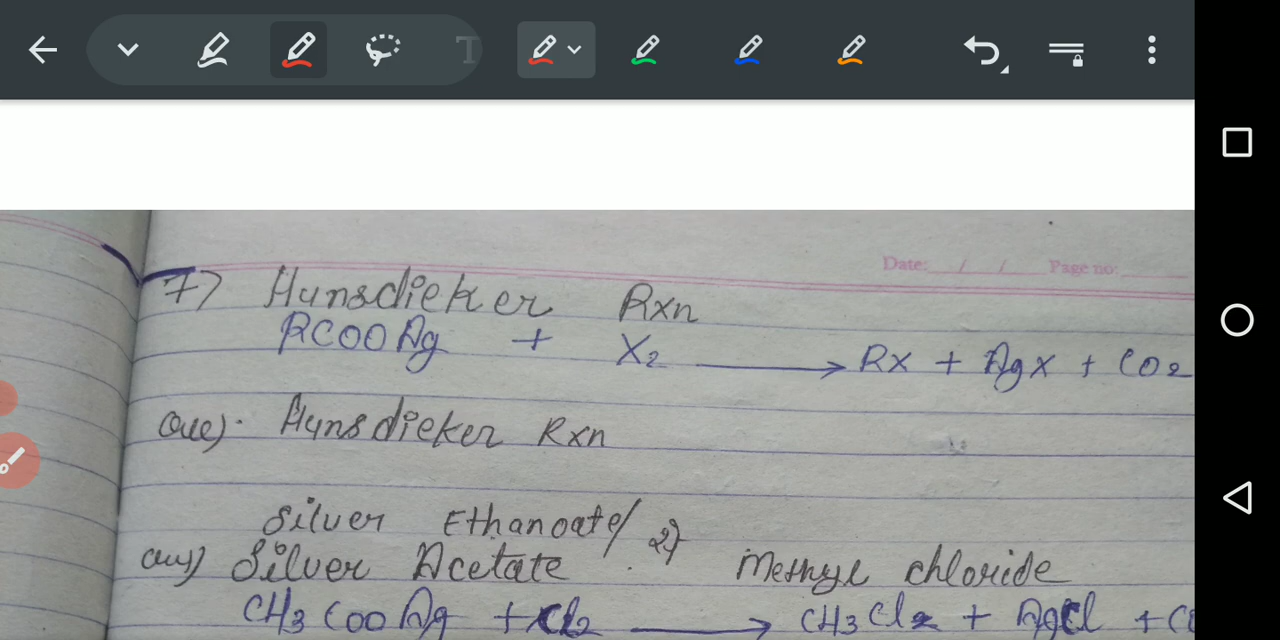 T
Date: / / Page no:
7) Hunsdieker Rxn
RCOOAg + X2 → Rx + Agx + CO2
Que). Hunsdieker Rxn
Silver Ethanoate/ 2)
ans) Silver Acetate Methyl chloride
CH3COOAg + Cl2 → CH3Cl + AgCl + C